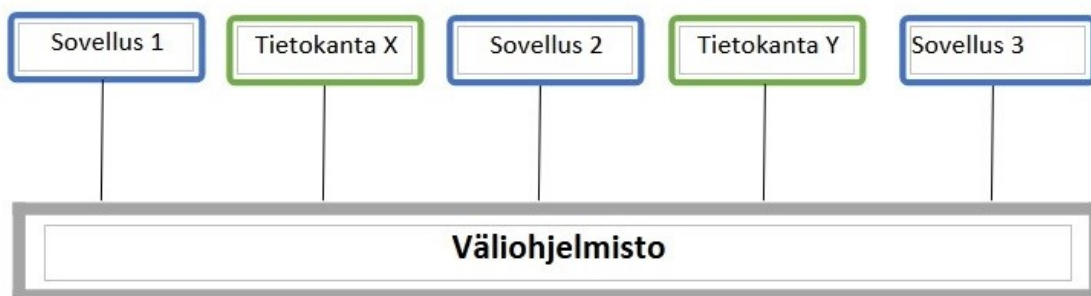 Sovellus 1
Tietokanta X
Sovellus 2
Tietokanta Y
Sovellus 3
Väliohjelmisto